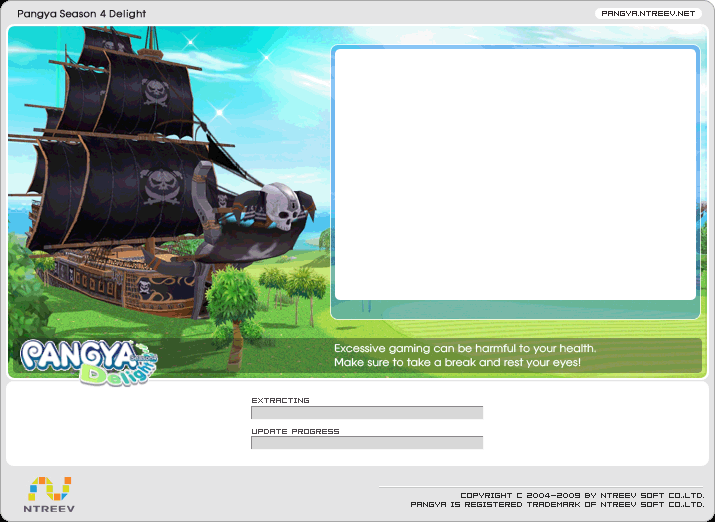 Pangya Season 4 Delight
PANGYA.NTREEV.NET
PANGYA
Delight
Excessive gaming can be harmful to your health.
Make sure to take a break and rest your eyes!
EXTRACTING
UPDATE PROGRESS
NTREEV
COPYRIGHT C 2004-2009 BY NTREEV SOFT CO.,LTD.
PANGYA IS REGISTERED TRADEMARK OF NTREEV SOFT CO.,LTD.